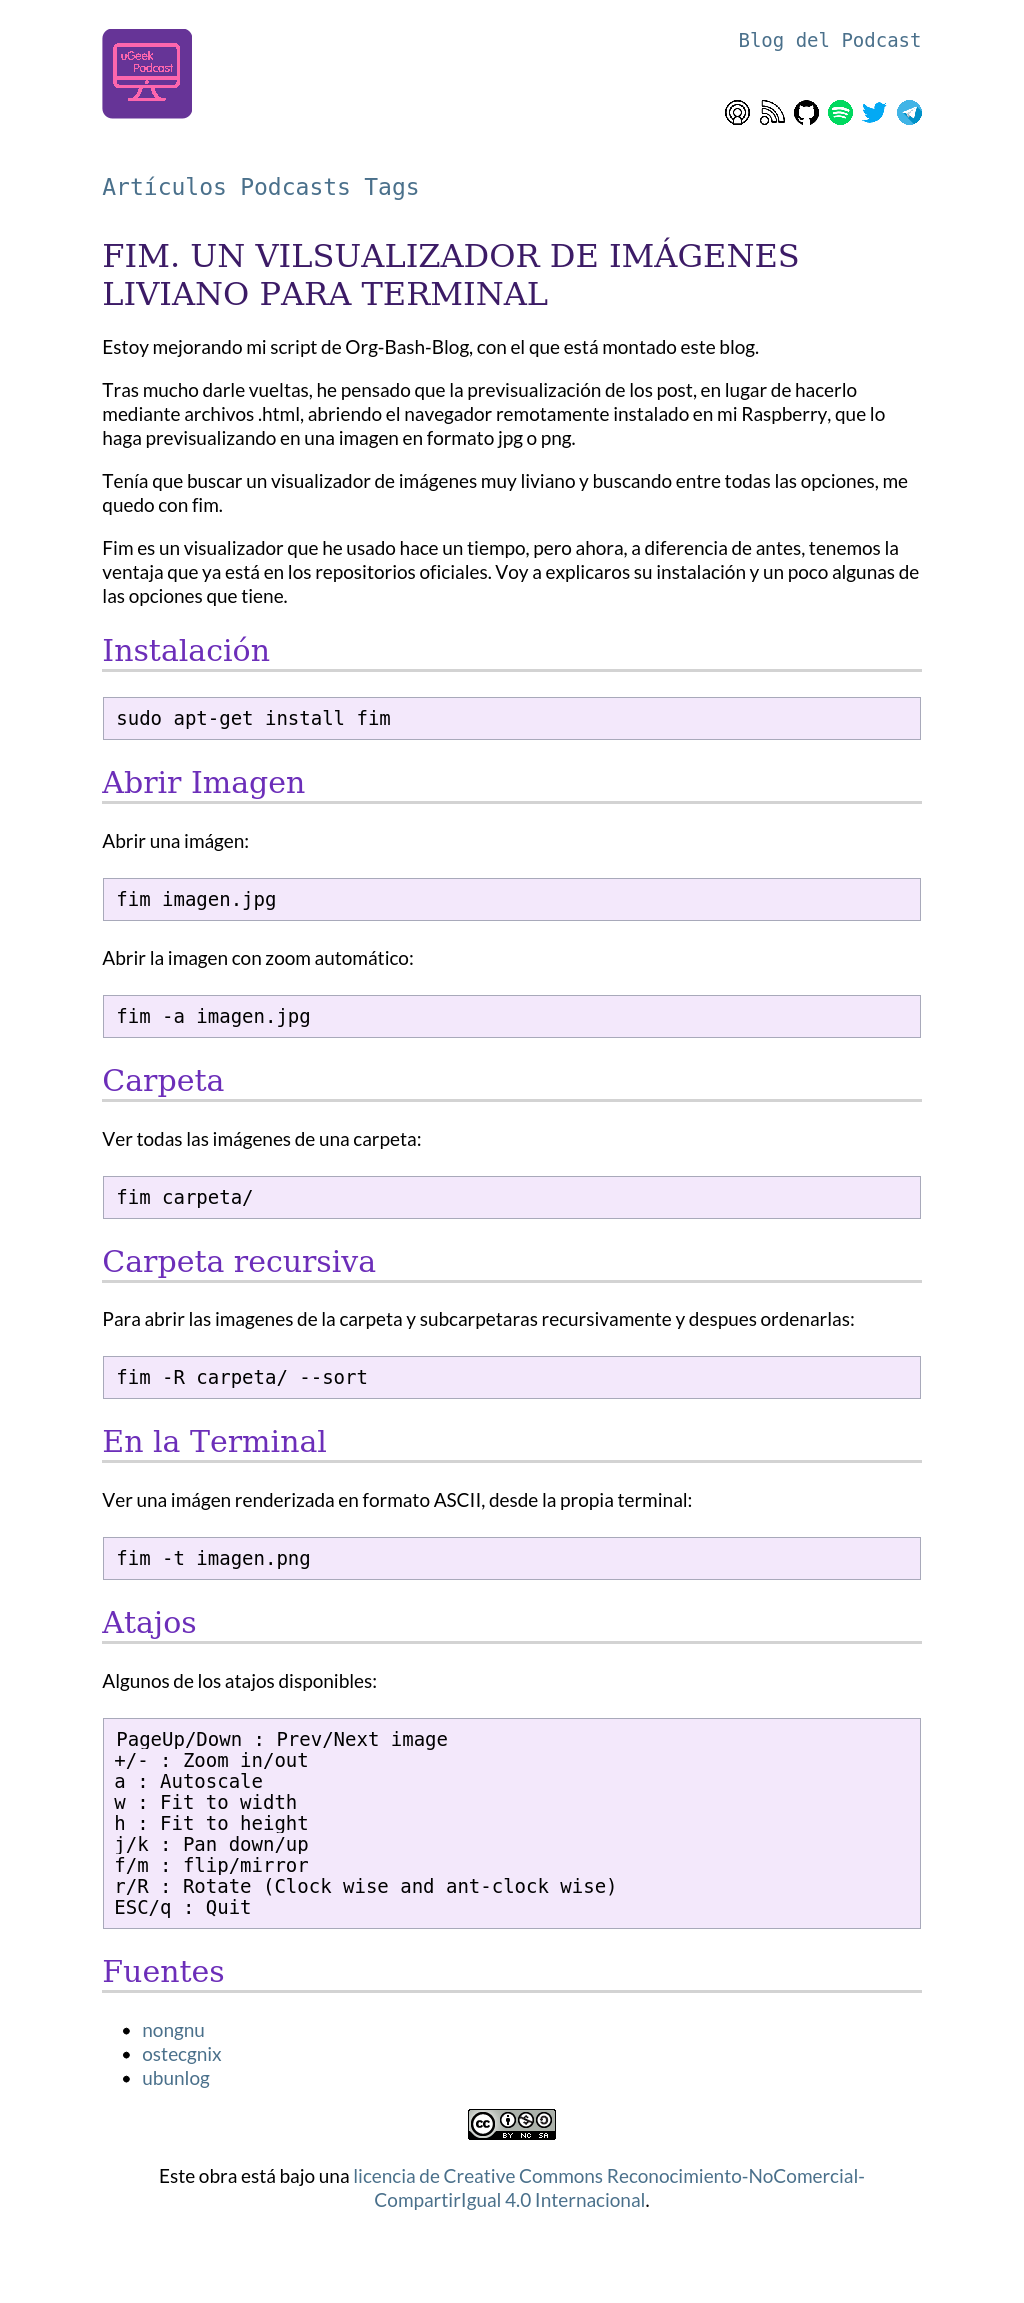 uGeek
Podcast
Blog del Podcast
Artículos Podcasts Tags
FIM. UN VILSUALIZADOR DE IMÁGENES
LIVIANO PARA TERMINAL
Estoy mejorando mi script de Org-Bash-Blog, con el que está montado este blog.
Tras mucho darle vueltas, he pensado que la previsualización de los post, en lugar de hacerlo
mediante archivos .html, abriendo el navegador remotamente instalado en mi Raspberry, que lo
haga previsualizando en una imagen en formato jpg o png.
Tenía que buscar un visualizador de imágenes muy liviano y buscando entre todas las opciones, me
quedo con fim.
Fim es un visualizador que he usado hace un tiempo, pero ahora, a diferencia de antes, tenemos la
ventaja que ya está en los repositorios oficiales. Voy a explicaros su instalación y un poco algunas de
las opciones que tiene.
Instalación
sudo apt-get install fim
Abrir Imagen
Abrir una imágen:
fim imagen.jpg
Abrir la imagen con zoom automático:
fim -a imagen.jpg
Carpeta
Ver todas las imágenes de una carpeta:
fim carpeta/
Carpeta recursiva
Para abrir las imagenes de la carpeta y subcarpetaras recursivamente y despues ordenarlas:
fim -R carpeta/ --sort
En la Terminal
Ver una imágen renderizada en formato ASCII, desde la propia terminal:
fim -t imagen.png
Atajos
Algunos de los atajos disponibles:
PageUp/Down : Prev/Next image
+/- : Zoom in/out
a : Autoscale
w : Fit to width
h : Fit to height
j/k : Pan down/up
f/m : flip/mirror
r/R : Rotate (Clock wise and ant-clock wise)
ESC/q : Quit
Fuentes
• nongnu
• ostecgnix
• ubunlog
cc BY NC SA
Este obra está bajo una licencia de Creative Commons Reconocimiento-NoComercial-
CompartirIgual 4.0 Internacional.